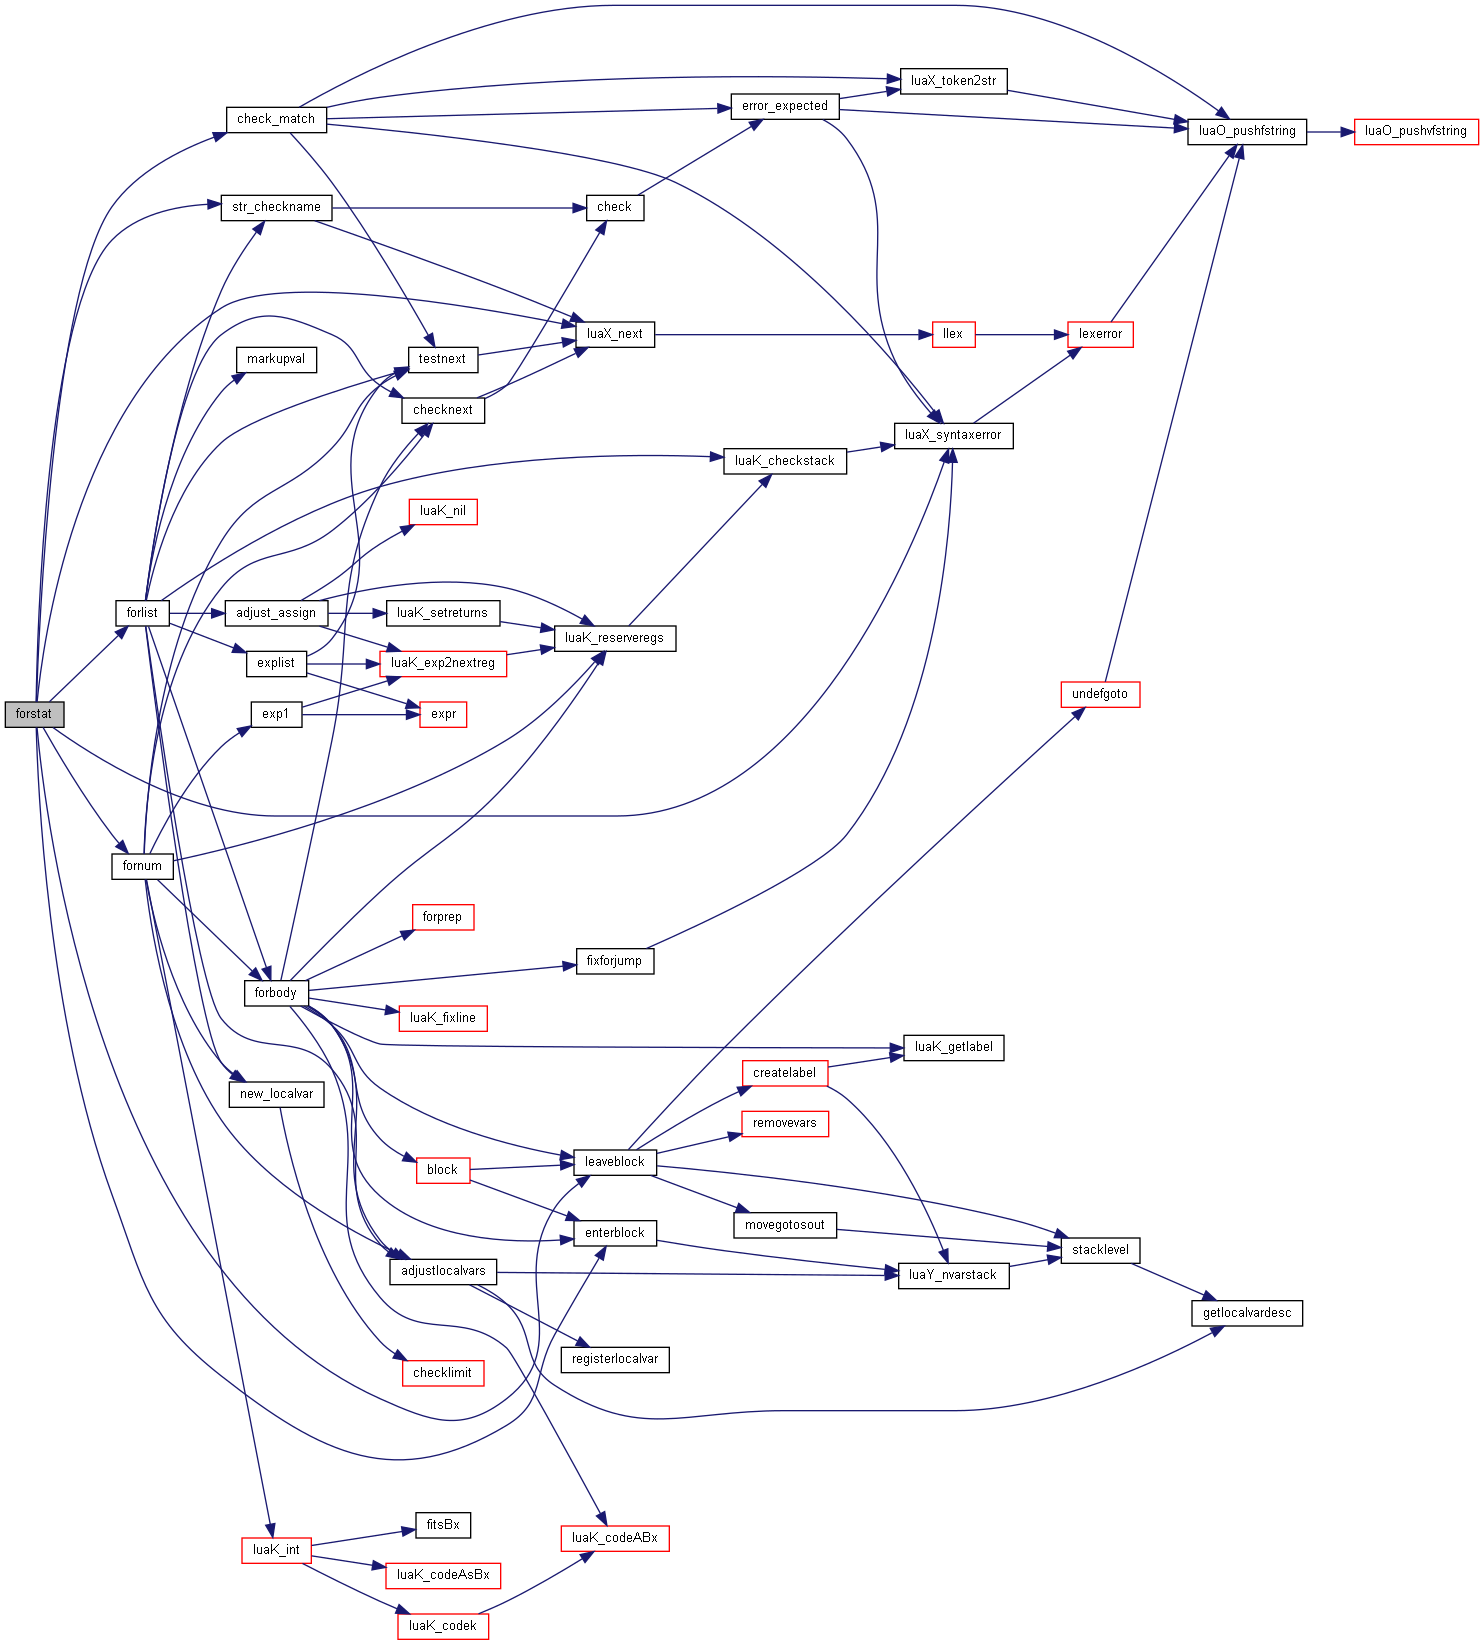 luaX_token2str
error_expected
check_match
luaO_pushfstring
luaO_pushvfstring
str_checkname
check
luaX_next
llex
lexerror
markupval
testnext
checknext
luaX_syntaxerror
luaK_checkstack
luaK_nil
forlist
adjust_assign
luaK_setreturns
luaK_reserveregs
explist
luaK_exp2nextreg
undefgoto
forstat
exp1
expr
fornum
forprep
fixforjump
forbody
luaK_fixline
luaK_getlabel
createlabel
new_localvar
removevars
leaveblock
block
movegotosout
enterblock
stacklevel
adjustlocalvars
luaY_nvarstack
getlocalvardesc
registerlocalvar
checklimit
fitsBx
luaK_codeABx
luaK_int
luaK_codeAsBx
luaK_codek